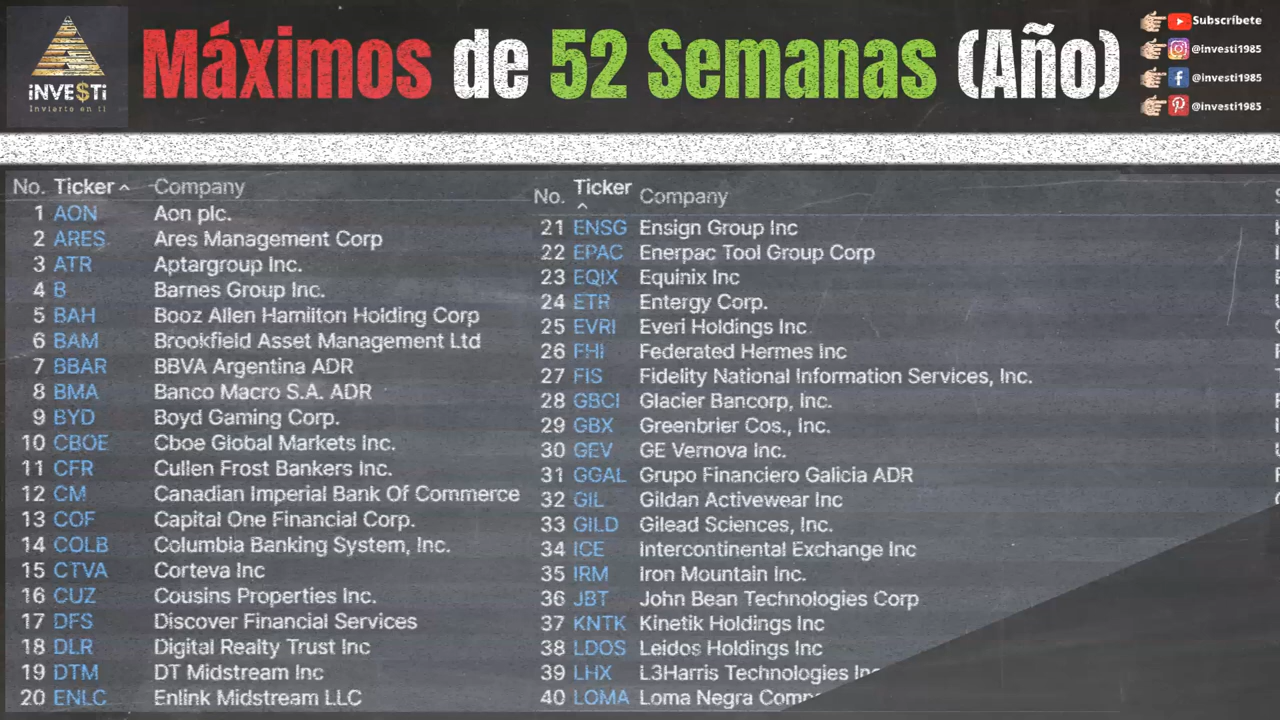 iNVE$Ti
Invierto en ti
Máximos de 52 Semanas (Año)
Subscríbete
@investi1985
@investi1985
@investi1985
No. Ticker Company
1 AON Aon plc.
2 ARES Ares Management Corp
3 ATR Aptargroup Inc.
4 B Barnes Group Inc.
5 BAH Booz Allen Hamilton Holding Corp
6 BAM Brookfield Asset Management Ltd
7 BBAR BBVA Argentina ADR
8 BMA Banco Macro S.A. ADR
9 BYD Boyd Gaming Corp.
10 CBOE Cboe Global Markets Inc.
11 CFR Cullen Frost Bankers Inc.
12 CM Canadian Imperial Bank Of Commerce
13 COF Capital One Financial Corp.
14 COLB Columbia Banking System, Inc.
15 CTVA Corteva Inc
16 CUZ Cousins Properties Inc.
17 DFS Discover Financial Services
18 DLR Digital Realty Trust Inc
19 DTM DT Midstream Inc
20 ENLC Enlink Midstream LLC
No. Ticker Company
21 ENSG Ensign Group Inc
22 EPAC Enerpac Tool Group Corp
23 EQIX Equinix Inc
24 ETR Entergy Corp.
25 EVRI Everi Holdings Inc
26 FHI Federated Hermes Inc
27 FIS Fidelity National Information Services, Inc.
28 GBCI Glacier Bancorp, Inc.
29 GBX Greenbrier Cos., Inc.
30 GEV GE Vernova Inc.
31 GGAL Grupo Financiero Galicia ADR
32 GIL Gildan Activewear Inc
33 GILD Gilead Sciences, Inc.
34 ICE Intercontinental Exchange Inc
35 IRM Iron Mountain Inc.
36 JBT John Bean Technologies Corp
37 KNTK Kinetik Holdings Inc
38 LDOS Leidos Holdings Inc
39 LHX L3Harris Technologies Inc
40 LOMA Loma Negra